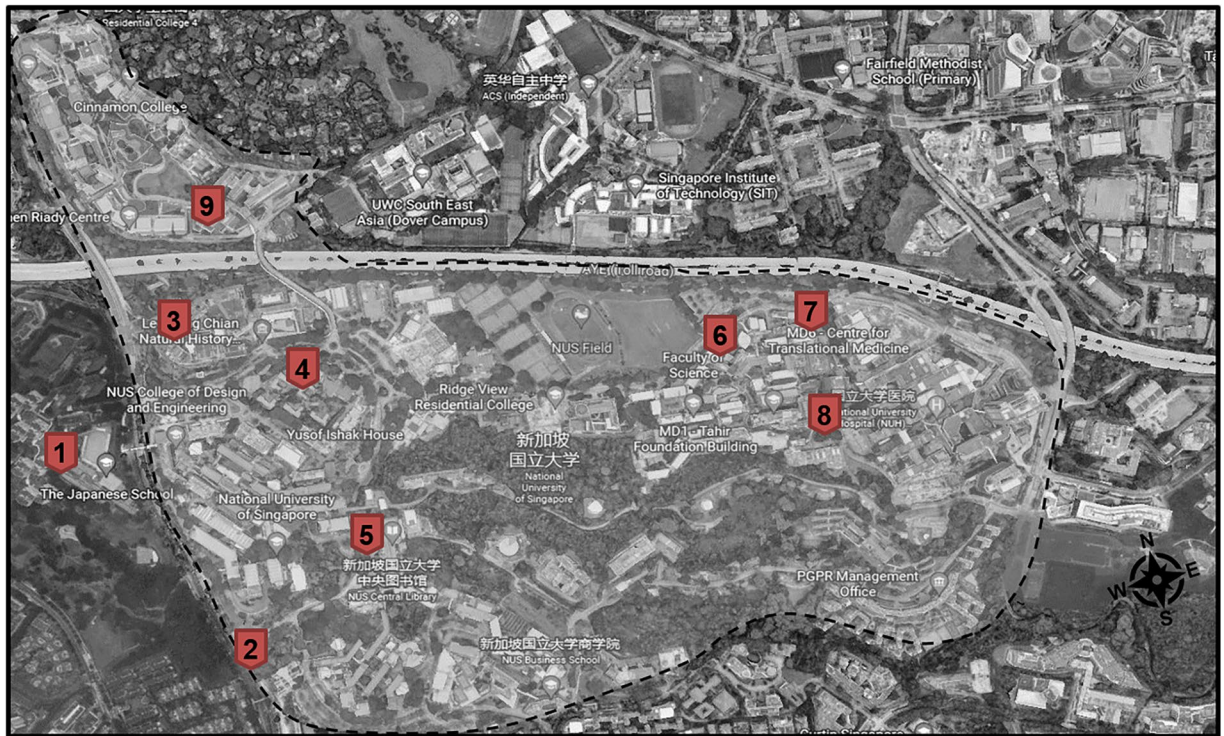 Residential College 4
Cinnamon College
9
en Riady Centre
英华自主中学
ACS (Independent)
Fairfield Methodist
School (Primary)
UWC South East
Asia (Dover Campus)
Singapore Institute
of Technology (SIT)
AYE (Tollroad)
3
Natural History
4
NUS Field
6
Faculty of
Science
7
MD6 - Centre for
Translational Medicine
NUS College of Design
and Engineering
Ridge View
Residential College
8
立大学医院
Hospital (NUH)
Yusof Ishak House
MD1 - Tahir
Foundation Building
1
The Japanese School
新加坡
国立大学
National
University
of Singapore
National University
of Singapore
5
新加坡国立大学
中央图书馆
NUS Central Library
PGPR Management
Office
N
E
W
S
2
新加坡国立大学商学院
NUS Business School